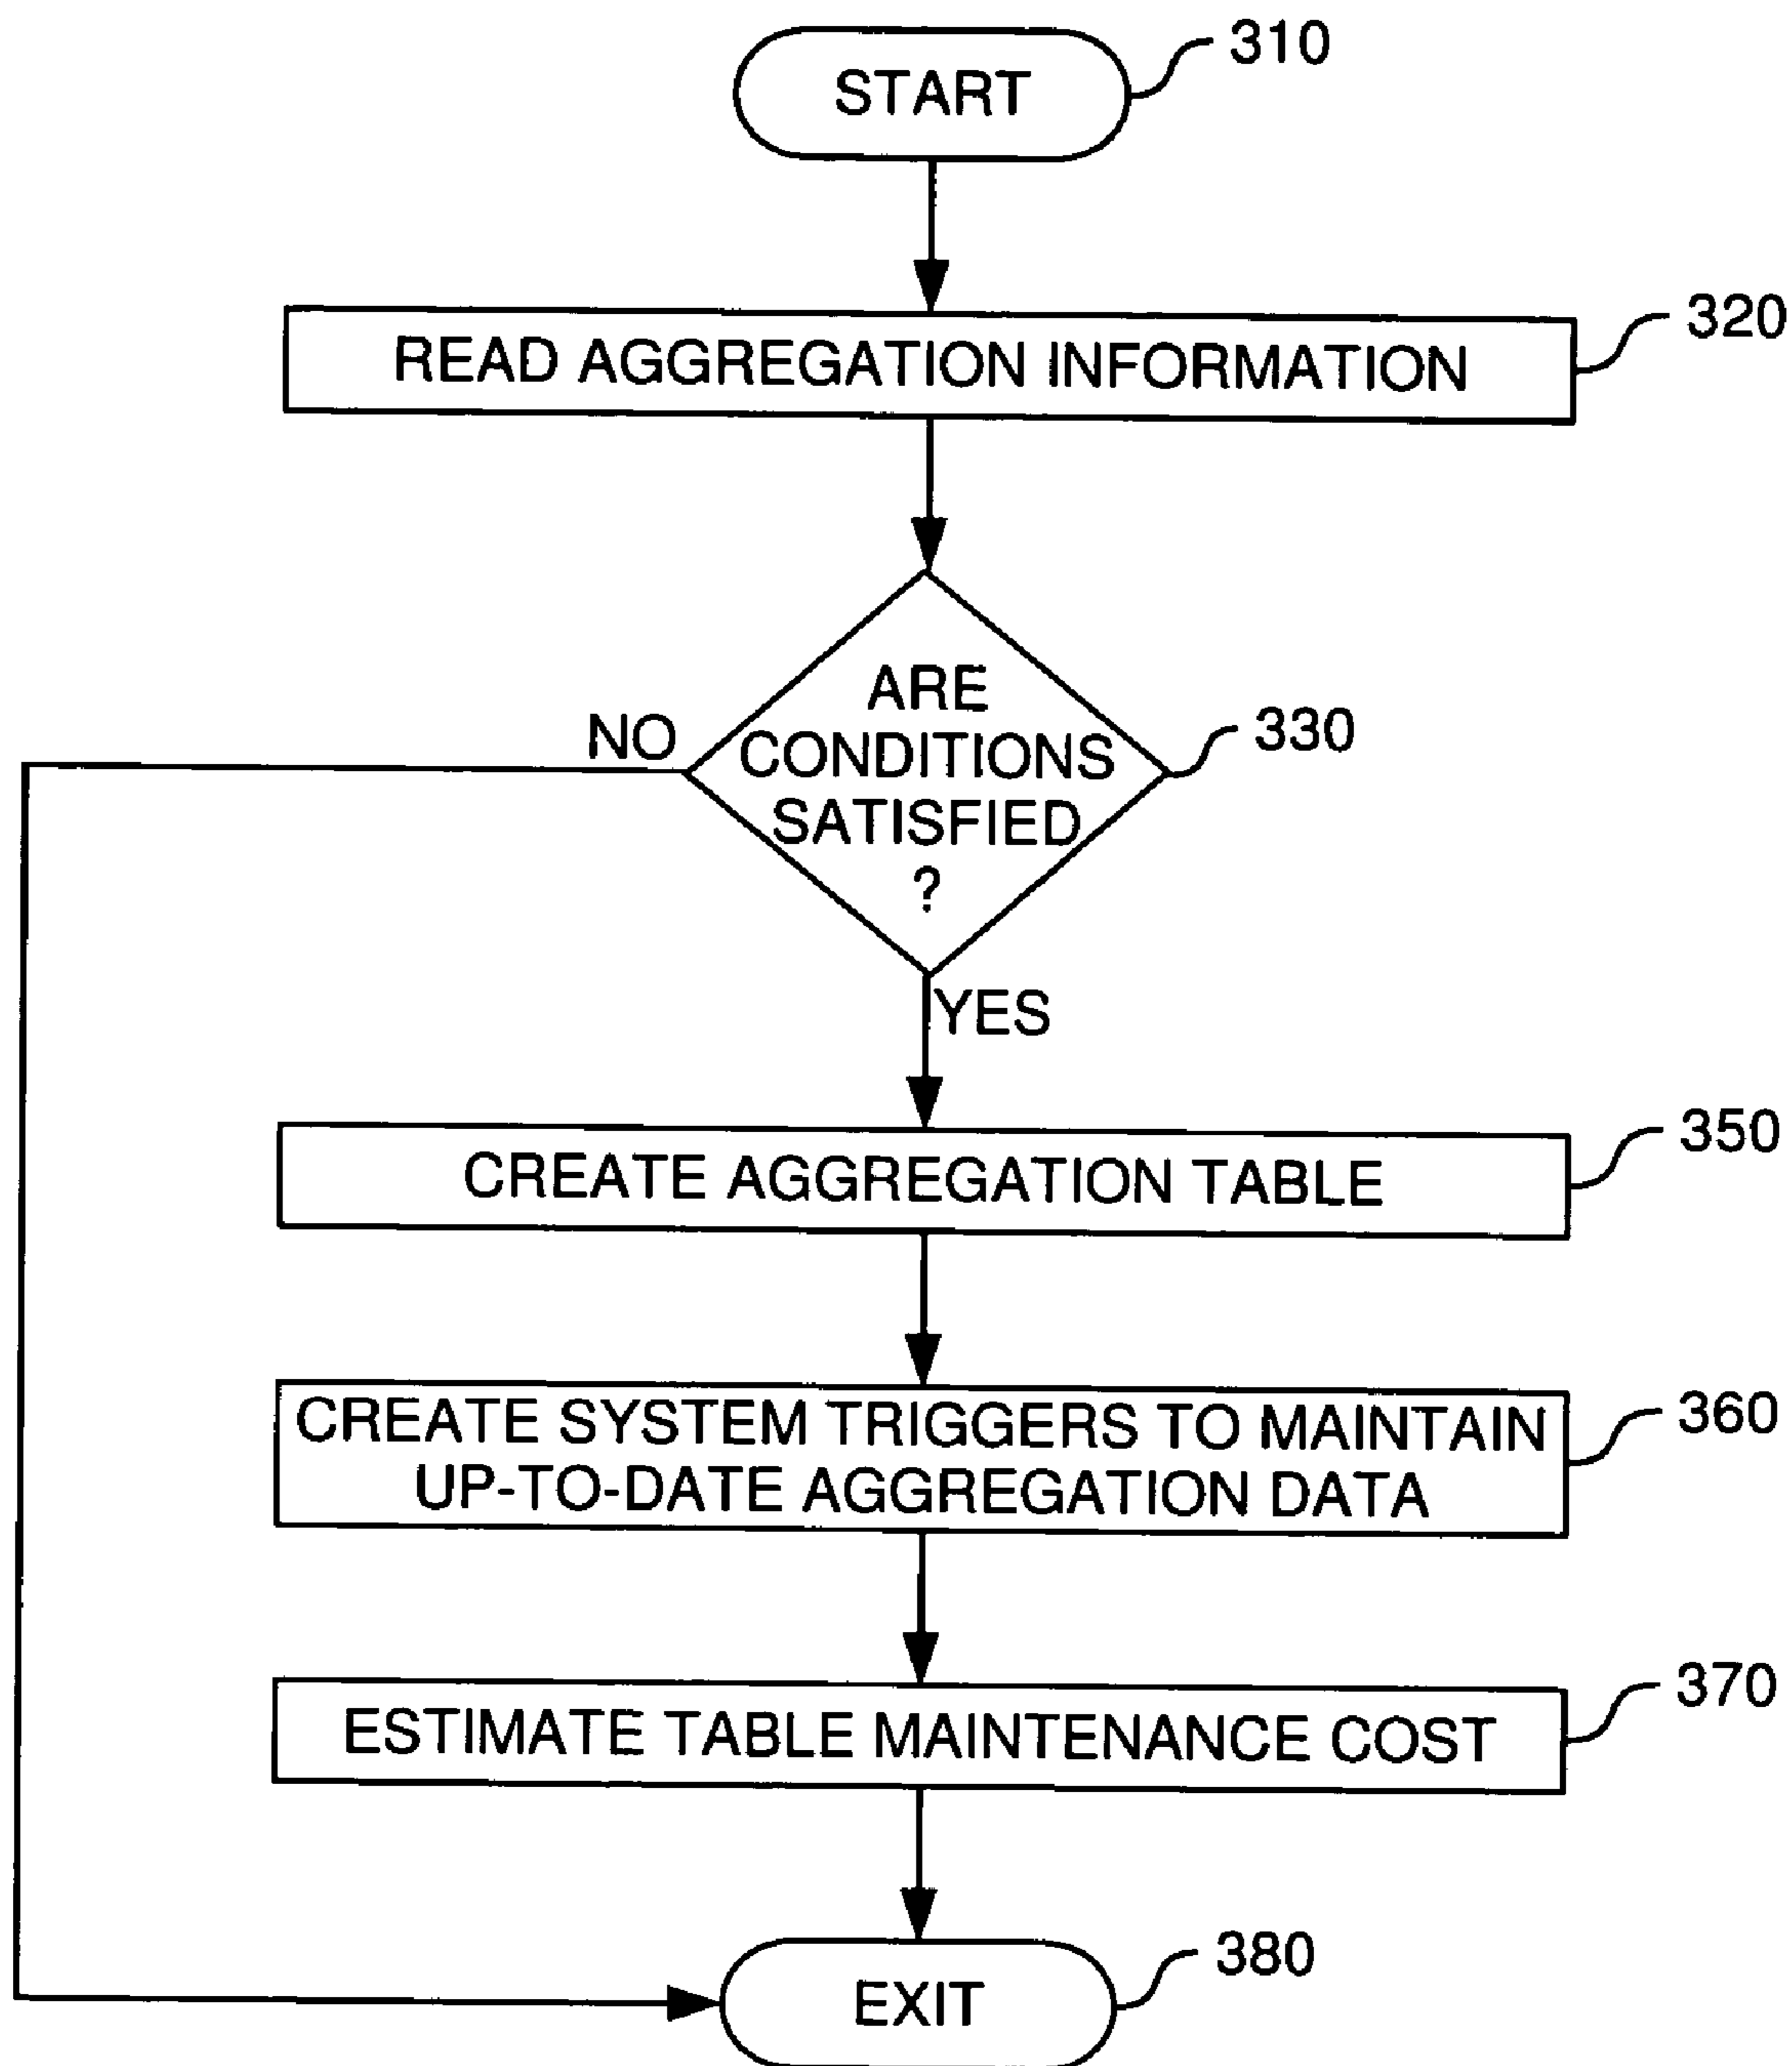 START
310
READ AGGREGATION INFORMATION
320
ARE
CONDITIONS
SATISFIED
?
330
NO
YES
CREATE AGGREGATION TABLE
350
CREATE SYSTEM TRIGGERS TO MAINTAIN
UP-TO-DATE AGGREGATION DATA
360
ESTIMATE TABLE MAINTENANCE COST
370
EXIT
380